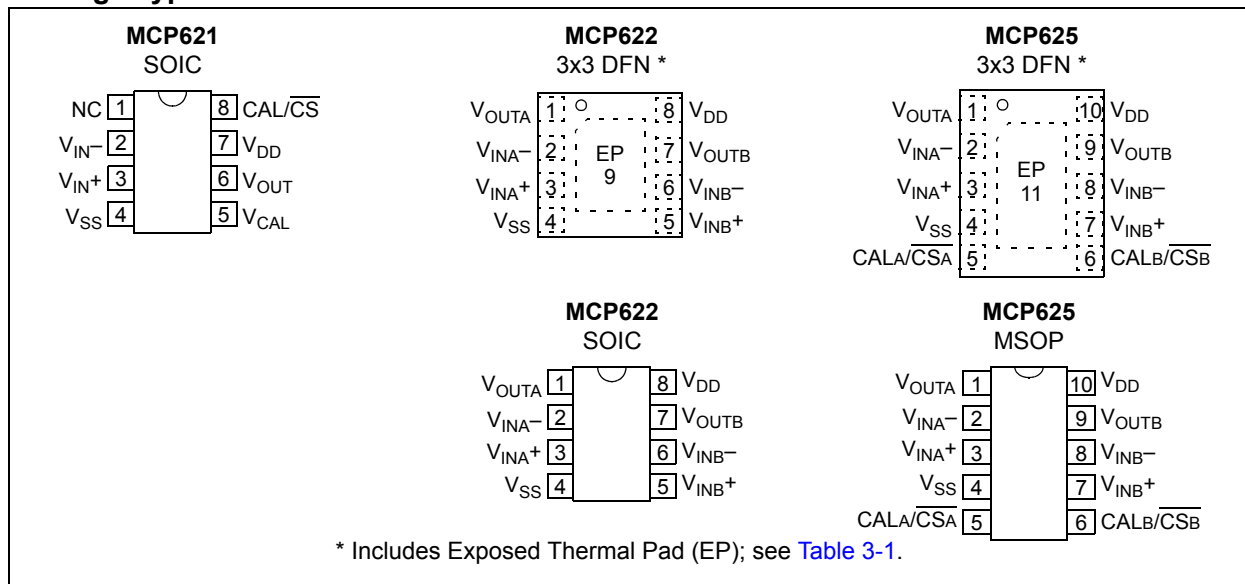 MCP621
SOIC
NC 1 8 CAL/CS
VIN– 2 7 VDD
VIN+ 3 6 VOUT
VSS 4 5 VCAL
MCP622
3x3 DFN *
VOUTA 1 8 VDD
VINA– 2 7 VOUTB
EP
9
VINA+ 3 6 VINB–
VSS 4 5 VINB+
MCP625
3x3 DFN *
VOUTA 1 10 VDD
VINA– 2 9 VOUTB
EP
11
VINA+ 3 8 VINB–
VSS 4 7 VINB+
CALA/CSA 5 6 CALB/CSB
MCP622
SOIC
VOUTA 1 8 VDD
VINA– 2 7 VOUTB
VINA+ 3 6 VINB–
VSS 4 5 VINB+
MCP625
MSOP
VOUTA 1 10 VDD
VINA– 2 9 VOUTB
VINA+ 3 8 VINB–
VSS 4 7 VINB+
CALA/CSA 5 6 CALB/CSB
* Includes Exposed Thermal Pad (EP); see Table 3-1.